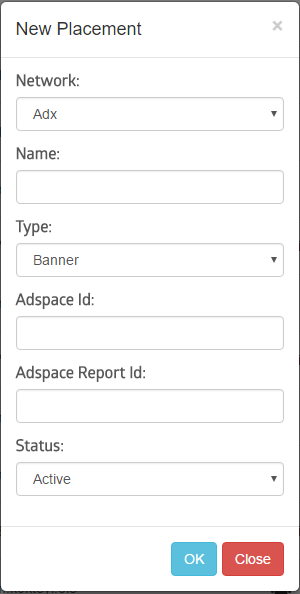 New Placement
×
Network:
Adx
Name:
Type:
Banner
Adspace Id:
Adspace Report Id:
Status:
Active
OK Close